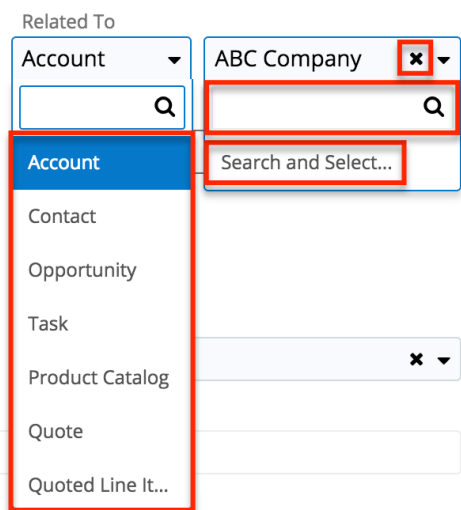 Related To
Account ABC Company
Account Search and Select...
Contact
Opportunity
Task
Product Catalog
Quote
Quoted Line It...